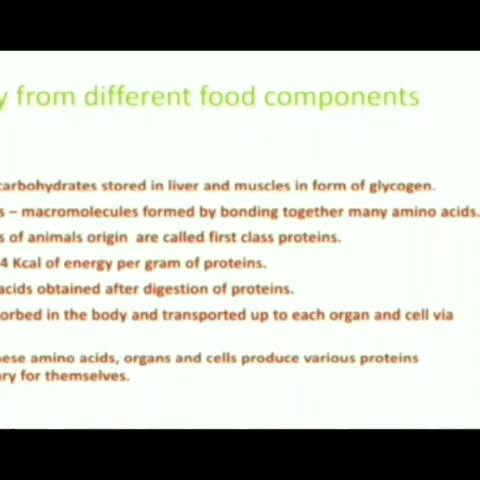 y from different food components
carbohydrates stored in liver and muscles in form of glycogen.
s – macromolecules formed by bonding together many amino acids.
s of animals origin are called first class proteins.
4 Kcal of energy per gram of proteins.
acids obtained after digestion of proteins.
orbed in the body and transported up to each organ and cell via
ese amino acids, organs and cells produce various proteins
ry for themselves.